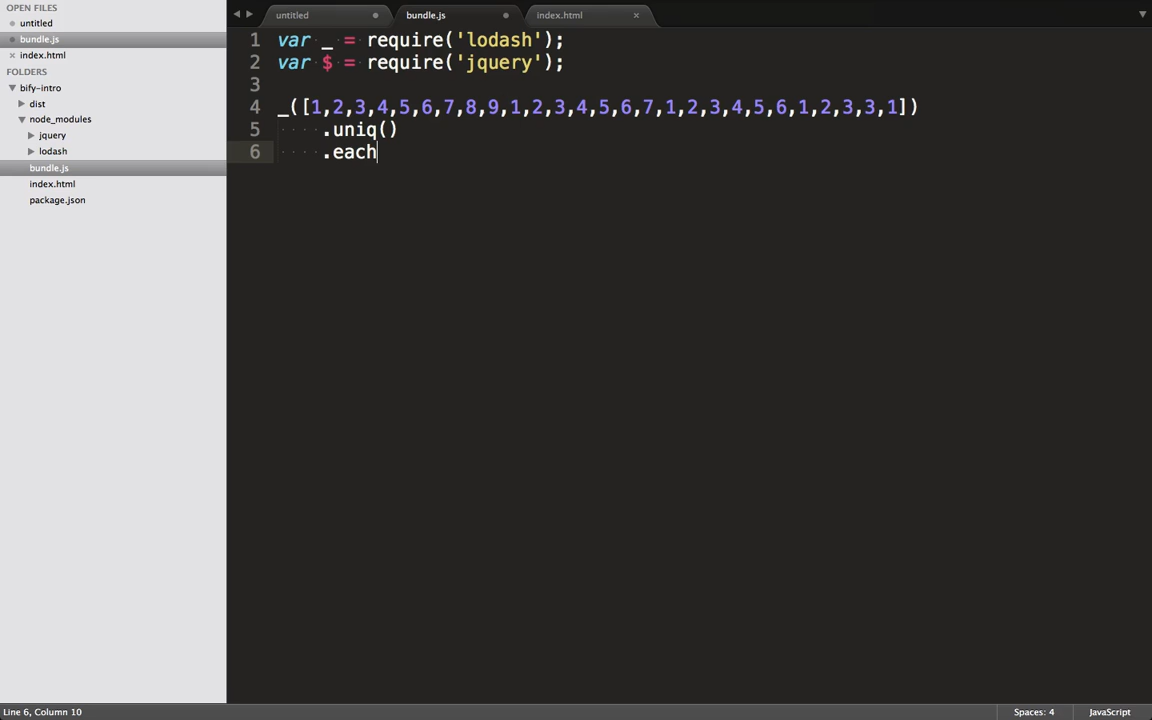 OPEN FILES
untitled
bundle.js
index.html
FOLDERS
bify-intro
dist
node_modules
jquery
lodash
bundle.js
index.html
package.json
untitled
bundle.js
index.html
1 var _ = require('lodash');
2 var $ = require('jquery');
3
4 _([1,2,3,4,5,6,7,8,9,1,2,3,4,5,6,7,1,2,3,4,5,6,1,2,3,3,1])
5 .uniq()
6 .each
Line 6, Column 10
Spaces: 4
JavaScript